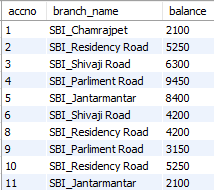 accno branch_name balance
1 SBI_Chamrajpet 2100
2 SBI_Residency Road 5250
3 SBI_Shivaji Road 6300
4 SBI_Parliment Road 9450
5 SBI_Jantarmantar 8400
6 SBI_Shivaji Road 4200
8 SBI_Residency Road 4200
9 SBI_Parliment Road 3150
10 SBI_Residency Road 5250
11 SBI_Jantarmantar 2100